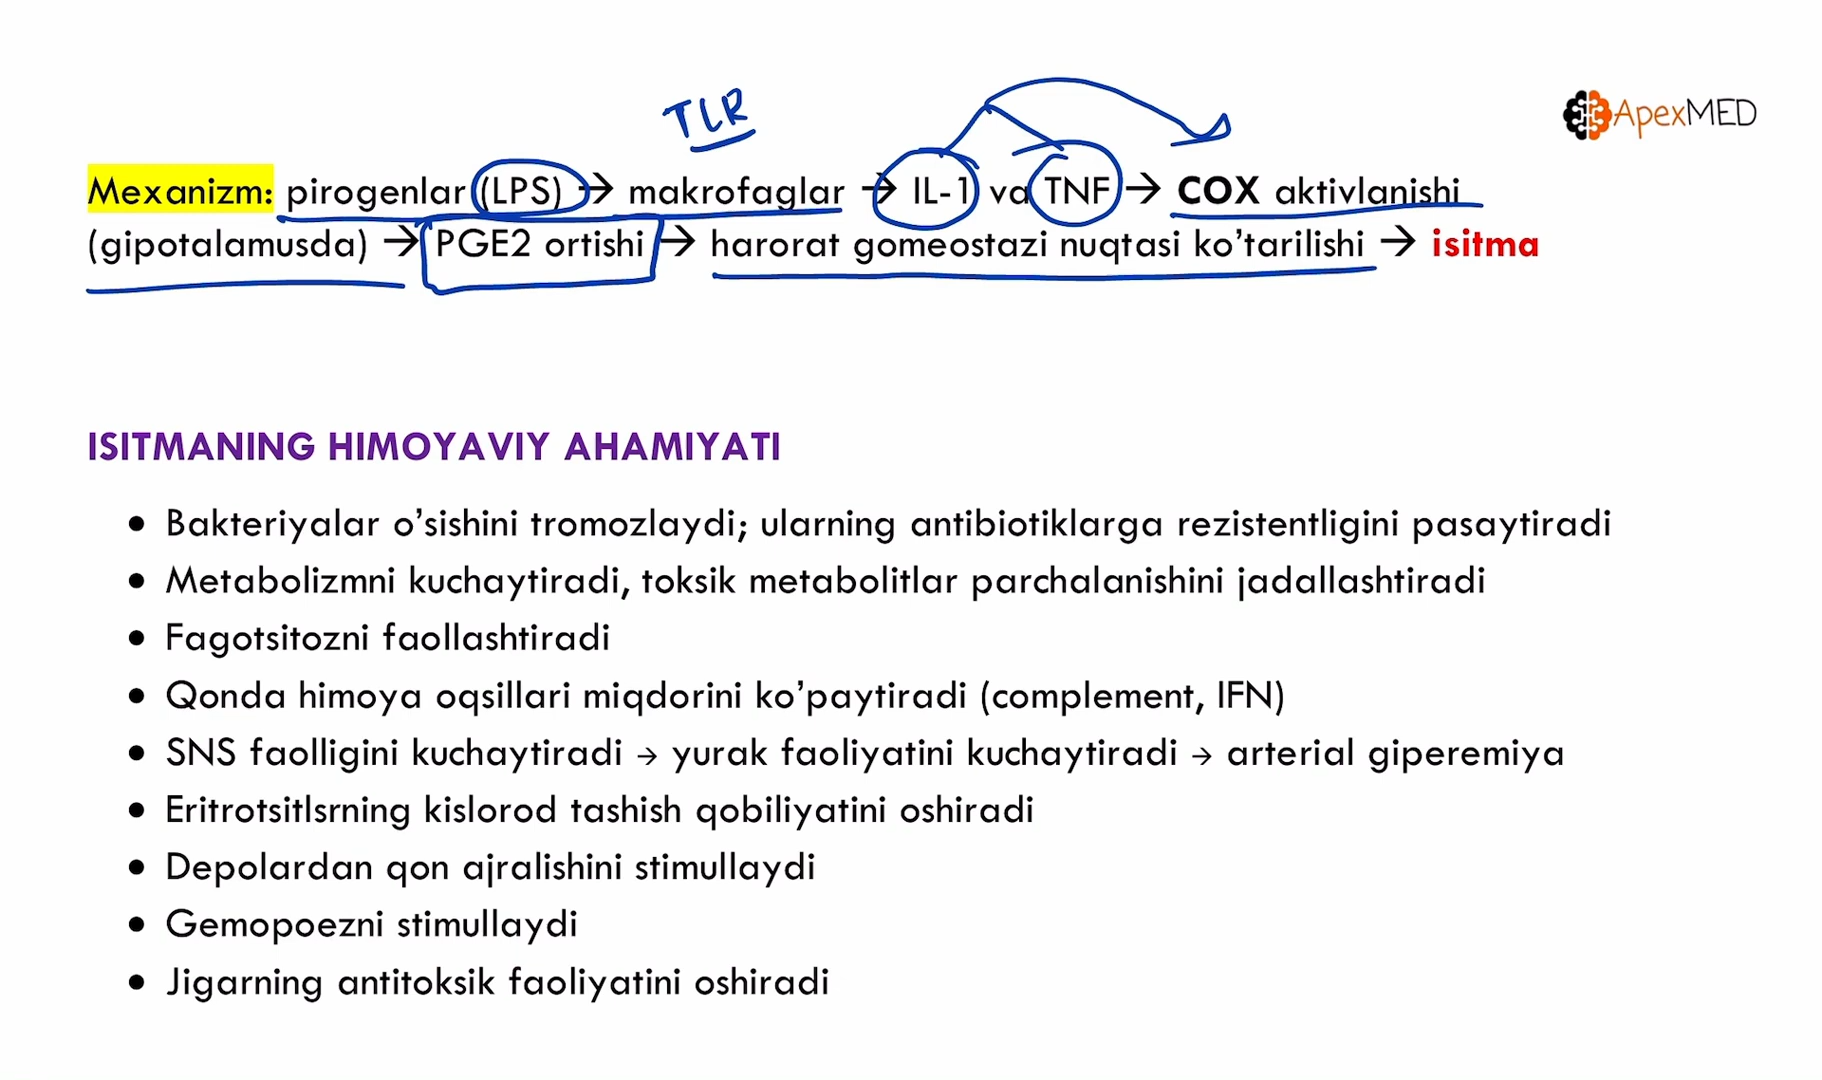 TLR
ApexMED
Mexanizm: pirogenlar (LPS) → makrofaglar → IL-1 va TNF → COX aktivlanishi
(gipotalamusda) → PGE2 ortishi → harorat gomeostazi nuqtasi ko’tarilishi → isitma
ISITMANING HIMOYAVIY AHAMIYATI
• Bakteriyalar o’sishini tromozlaydi; ularning antibiotiklarga rezistentligini pasaytiradi
• Metabolizmni kuchaytiradi, toksik metabolitlar parchalanishini jadallashtiradi
• Fagotsitozni faollashtiradi
• Qonda himoya oqsillari miqdorini ko’paytiradi (complement, IFN)
• SNS faolligini kuchaytiradi → yurak faoliyatini kuchaytiradi → arterial giperemiya
• Eritrotsitlsrning kislorod tashish qobiliyatini oshiradi
• Depolardan qon ajralishini stimullaydi
• Gemopoezni stimullaydi
• Jigarning antitoksik faoliyatini oshiradi